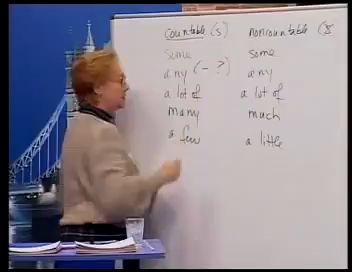 countable (s) noncountable (s
some some
any (- ?) any
a lot of a lot of
many much
a few a little